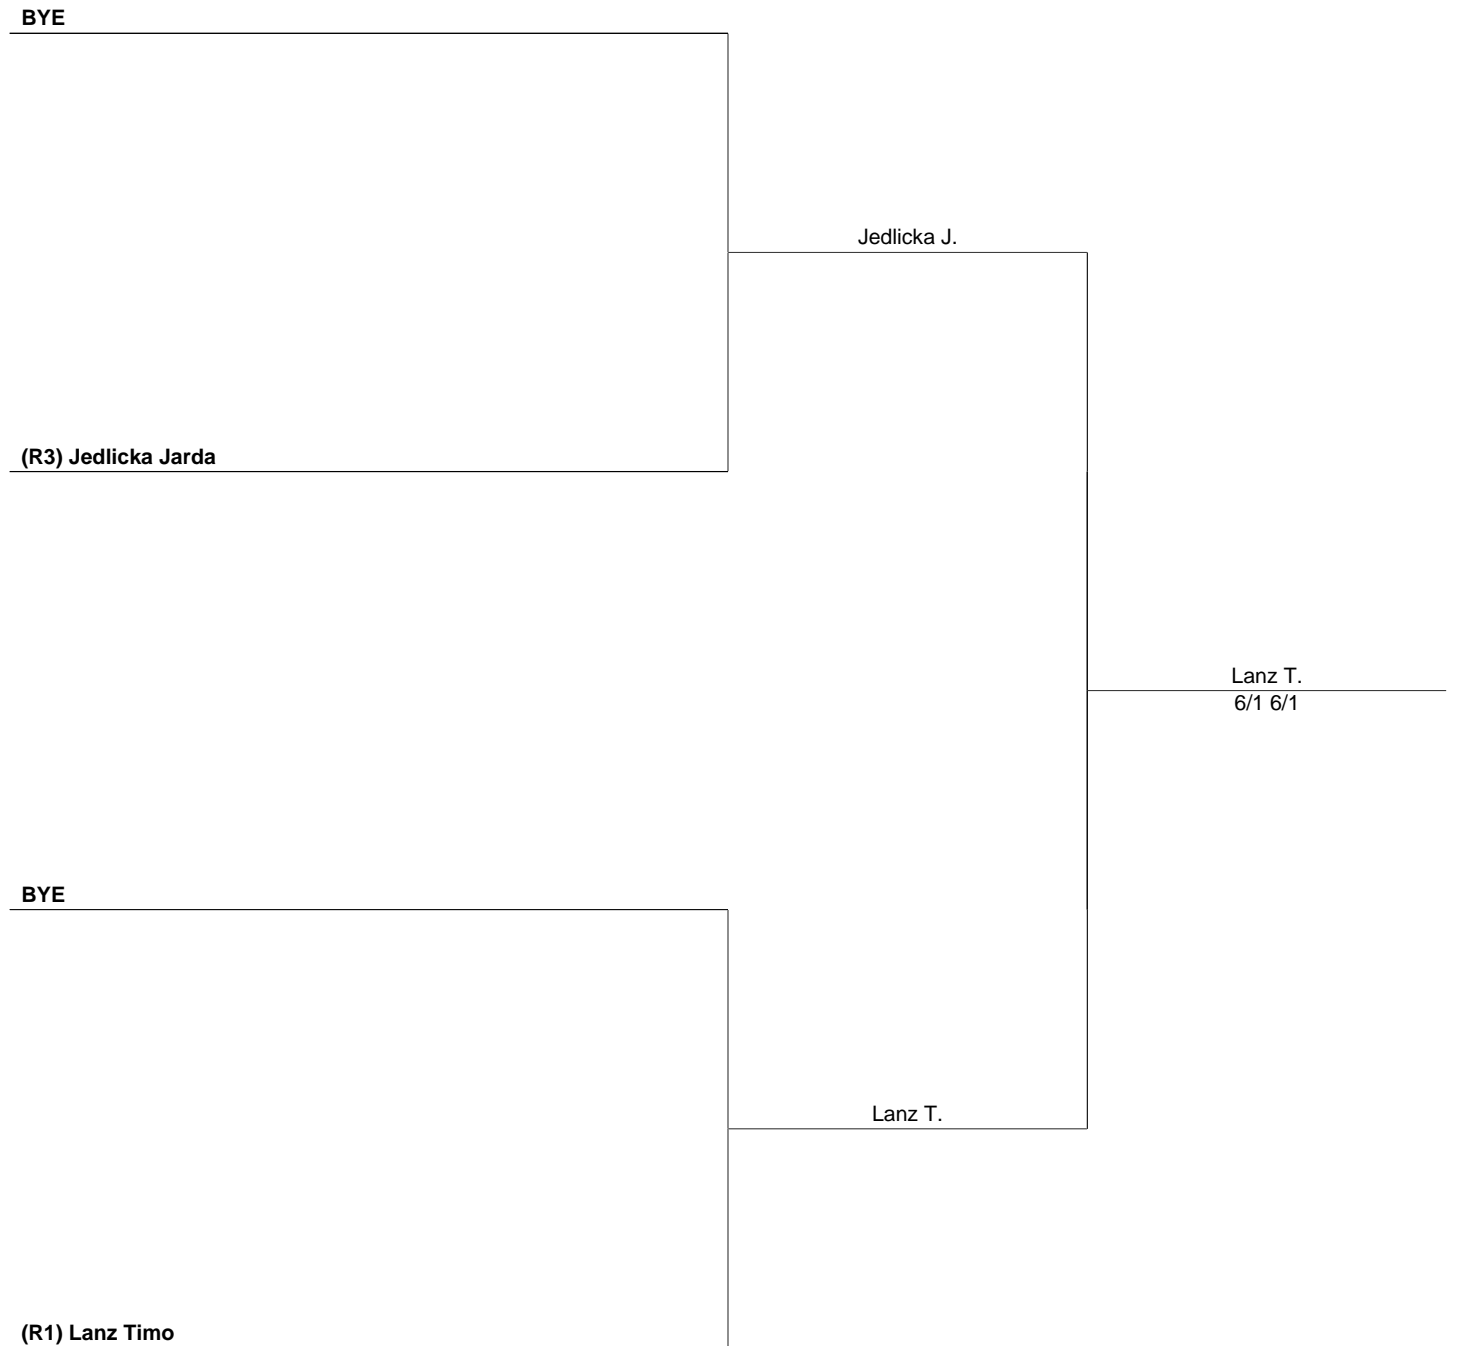 BYE
Jedlicka J.
(R3) Jedlicka Jarda
Lanz T.
6/1 6/1
BYE
Lanz T.
(R1) Lanz Timo